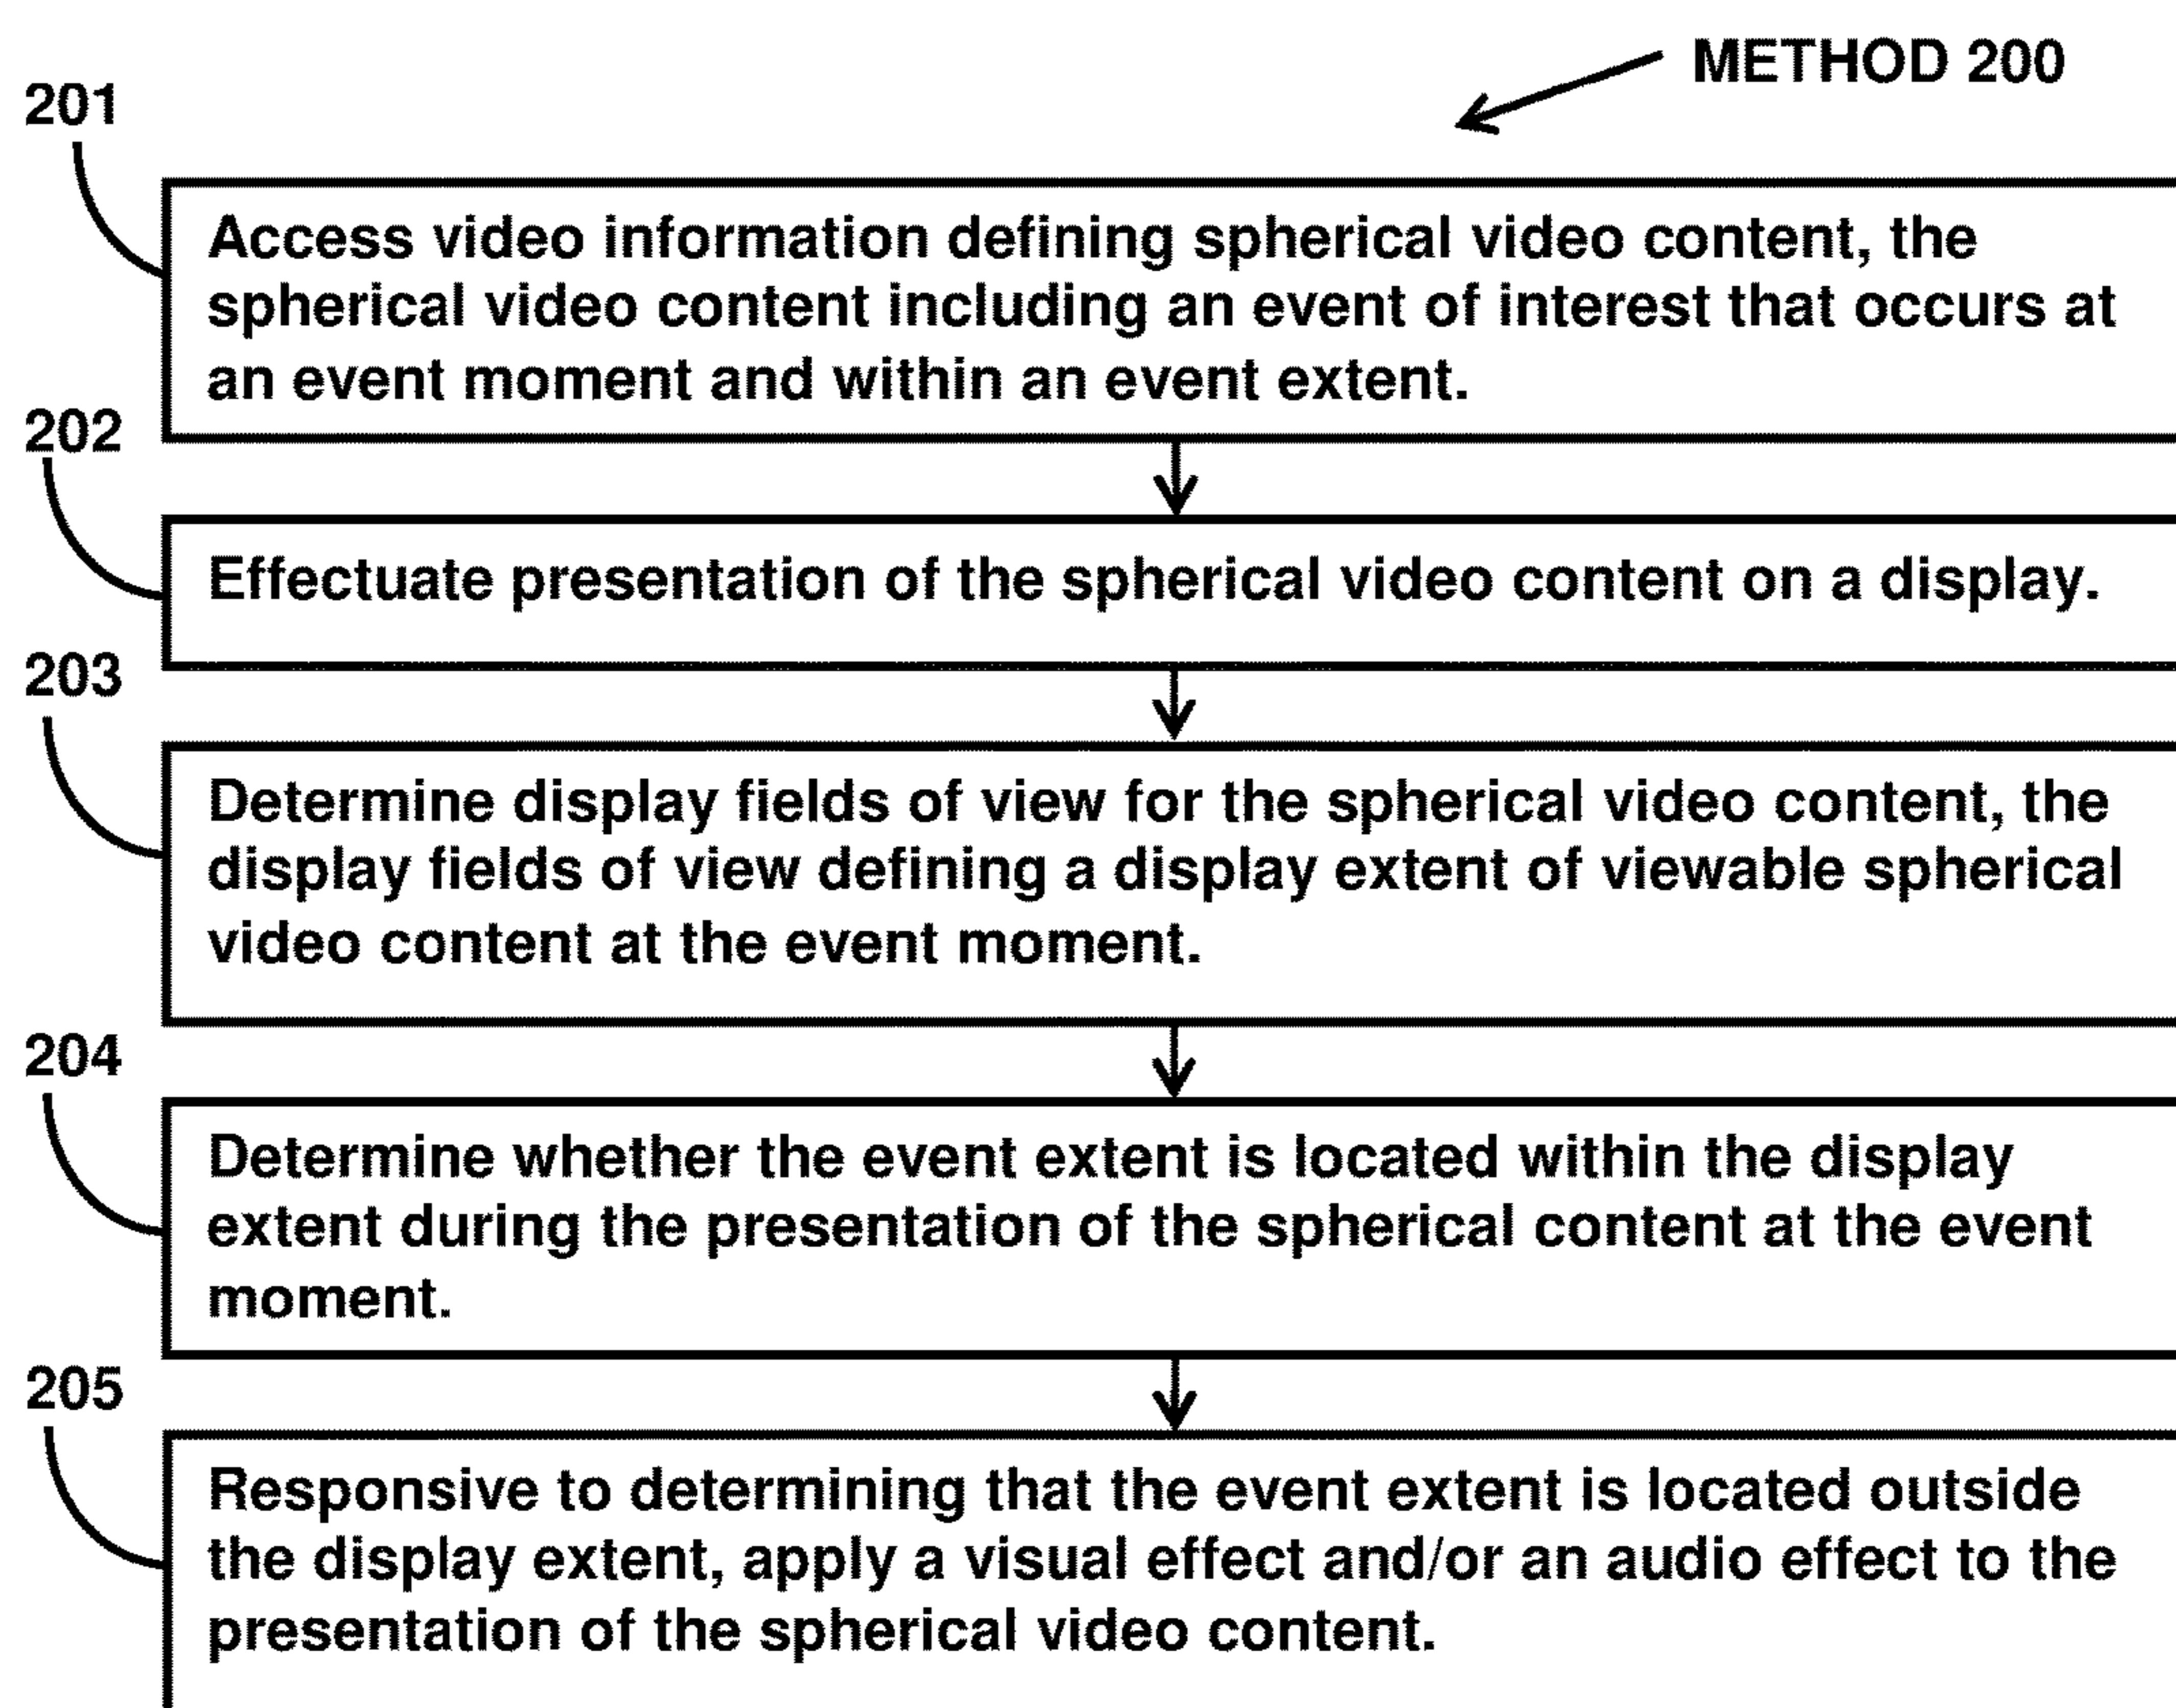 METHOD 200
201
Access video information defining spherical video content, the
spherical video content including an event of interest that occurs at
an event moment and within an event extent.
202
Effectuate presentation of the spherical video content on a display.
203
Determine display fields of view for the spherical video content, the
display fields of view defining a display extent of viewable spherical
video content at the event moment.
204
Determine whether the event extent is located within the display
extent during the presentation of the spherical content at the event
moment.
205
Responsive to determining that the event extent is located outside
the display extent, apply a visual effect and/or an audio effect to the
presentation of the spherical video content.